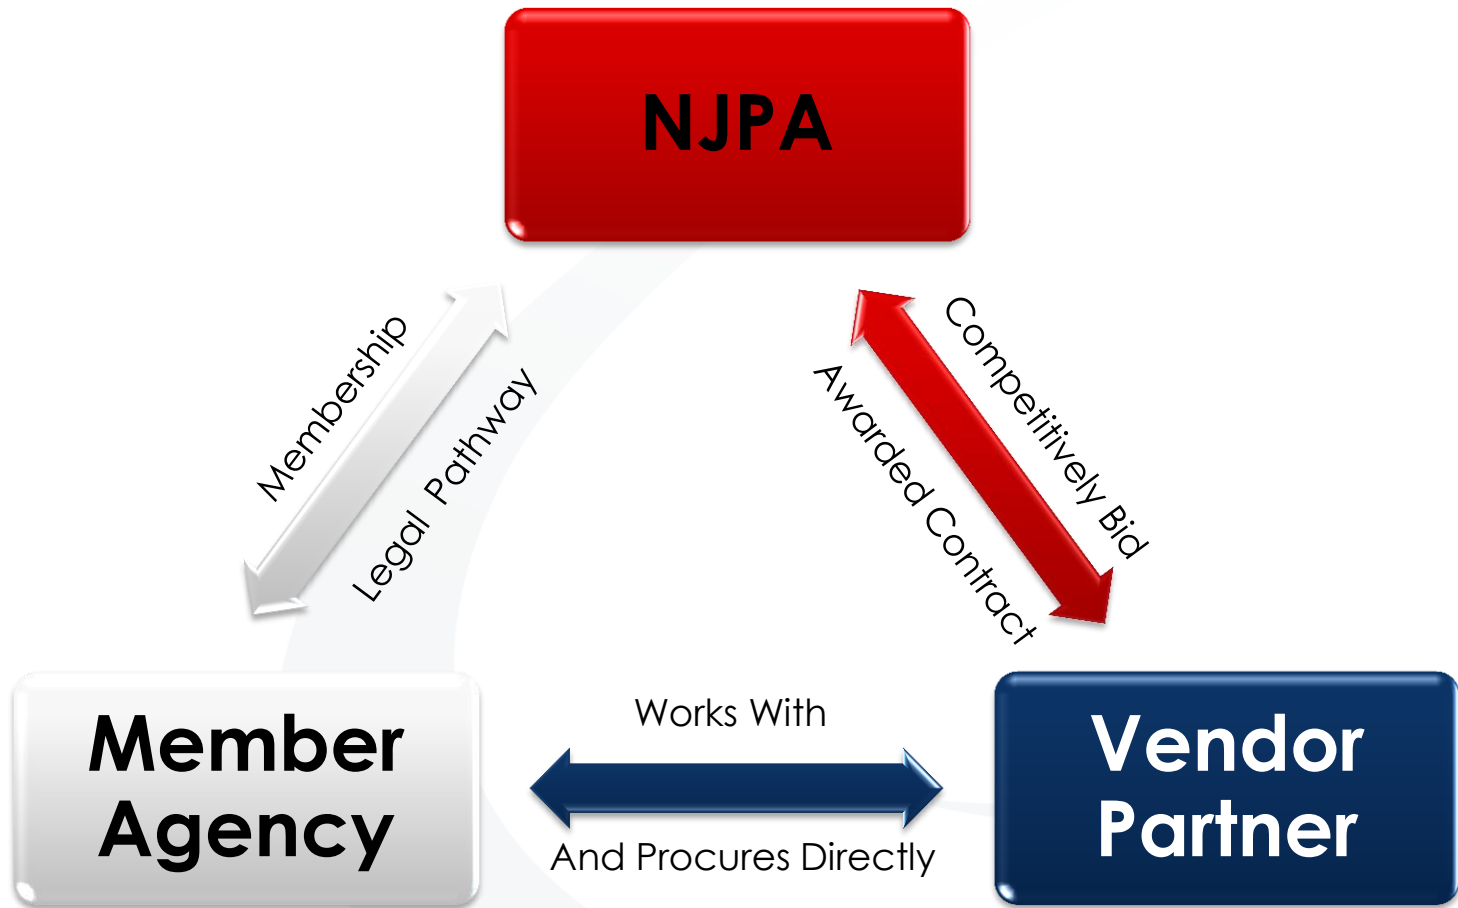 NJPA
Membership
Legal Pathway
Competitively Bid
Awarded Contract
Member
Agency
Works With
And Procures Directly
Vendor
Partner